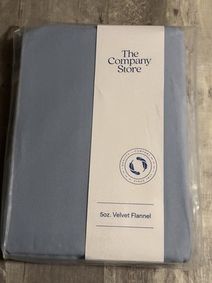 The
Company
Store
5oz. Velvet Flannel